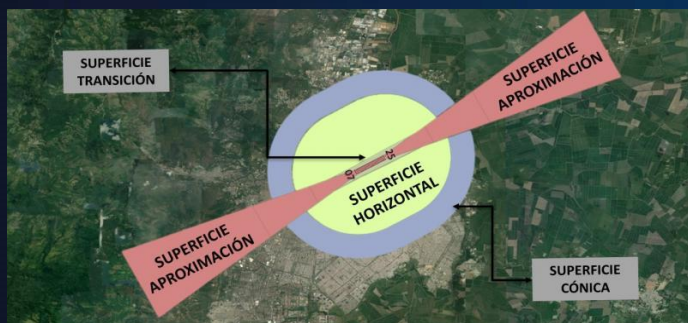 SUPERFICIE
TRANSICIÓN
SUPERFICIE
APROXIMACIÓN
25
07
SUPERFICIE
HORIZONTAL
SUPERFICIE
APROXIMACIÓN
SUPERFICIE
CÓNICA